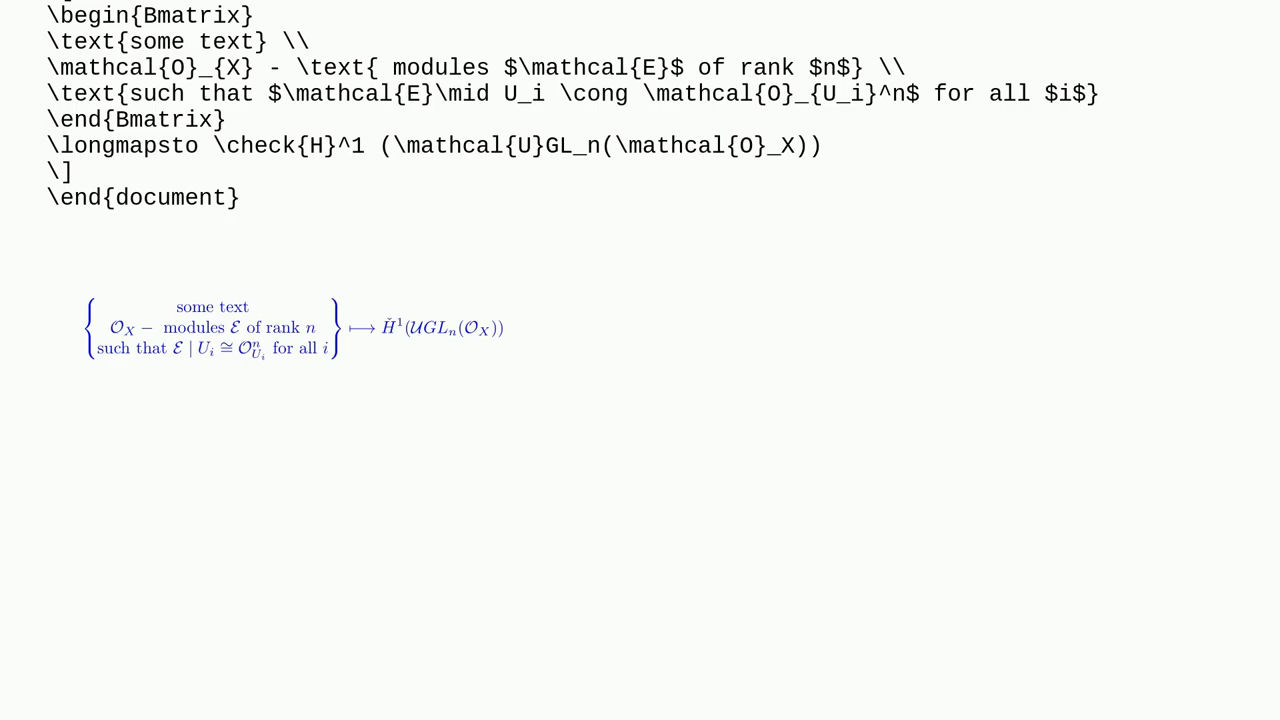 \begin{Bmatrix}
\text{some text} \\
\mathcal{O}_{X} - \text{ modules $\mathcal{E}$ of rank $n$} \\
\text{such that $\mathcal{E}\mid U_i \cong \mathcal{O}_{U_i}^n$ for all $i$}
\end{Bmatrix}
\longmapsto \check{H}^1 (\mathcal{U}GL_n(\mathcal{O}_X))
\]
\end{document}
some text
𝒪_X − modules ℰ of rank n
such that ℰ ∣ U_i ≅ 𝒪^n_{U_i} for all i
⟼ Ȟ¹(𝒰GL_n(𝒪_X))